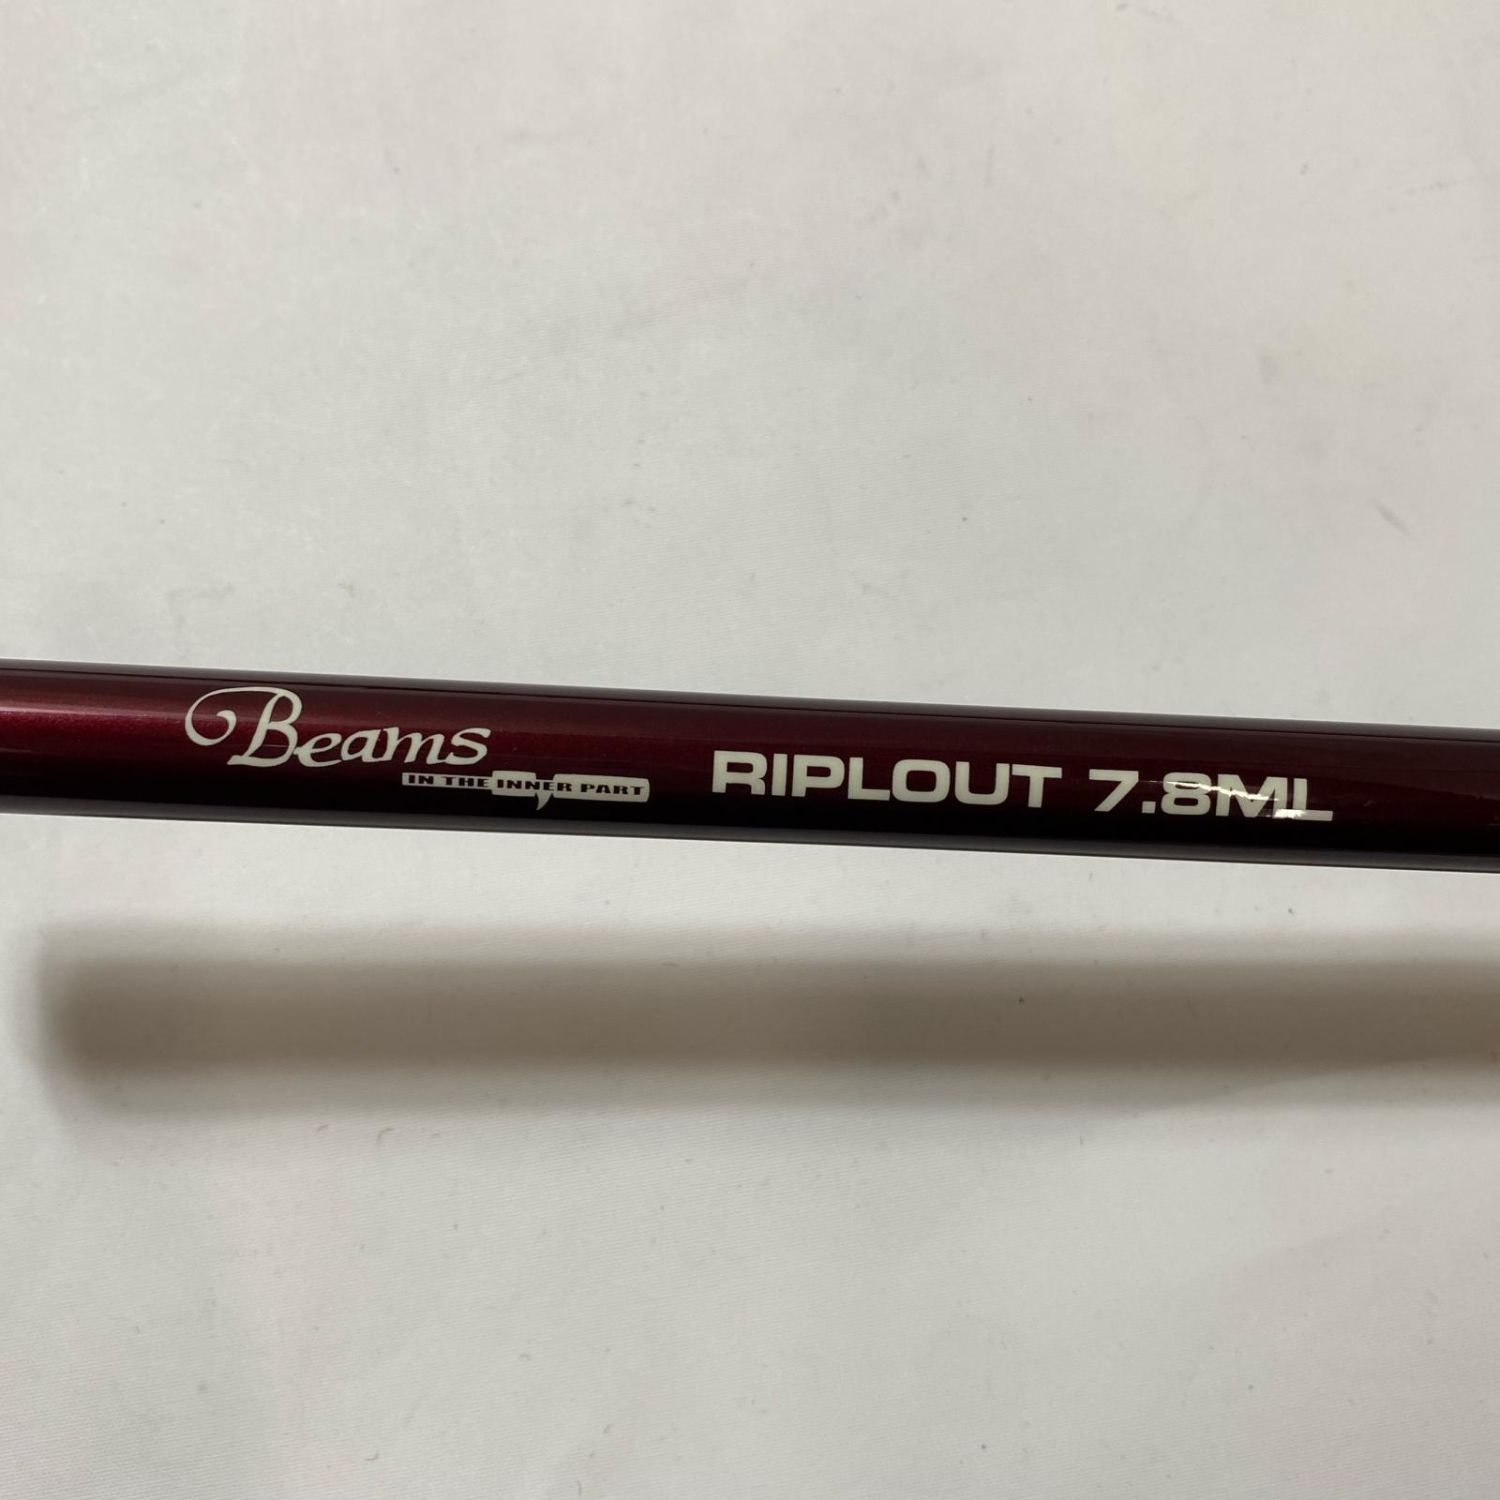 Beams RIPLOUT 7.8ML
IN THE INNER PART